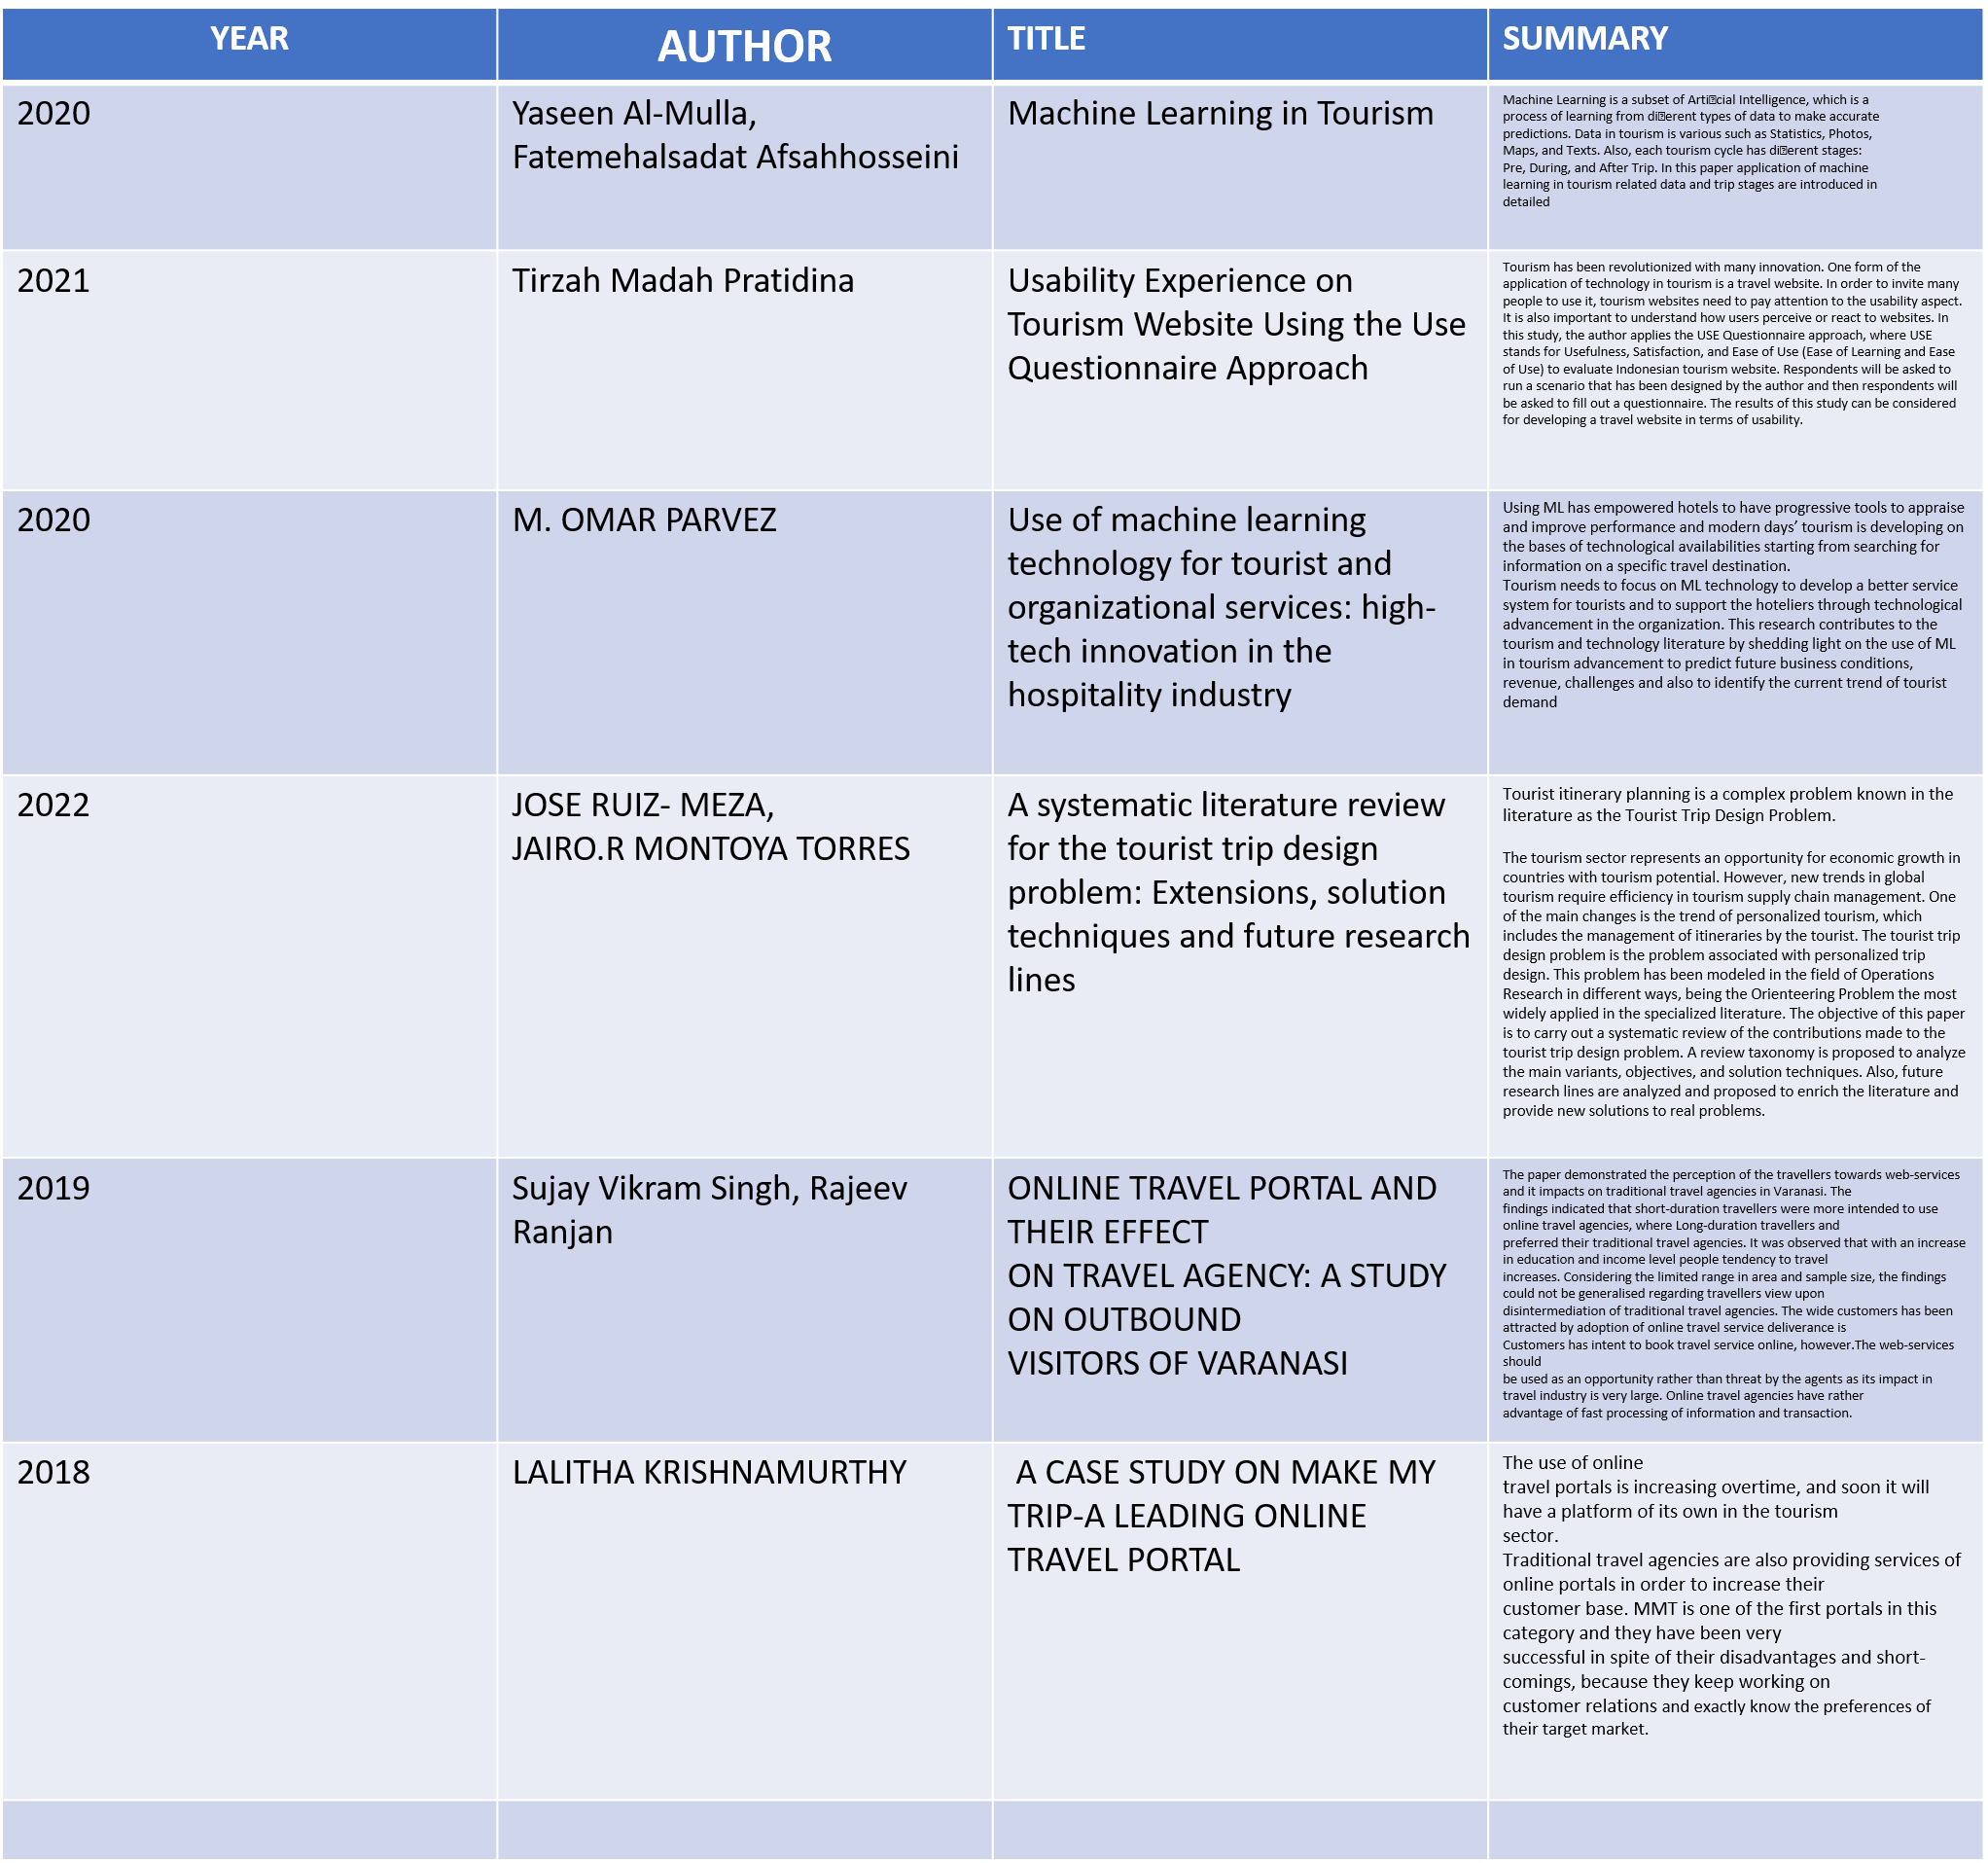 YEAR
AUTHOR
TITLE
SUMMARY
2020
Yaseen Al-Mulla,
Fatemehalsadat Afsahhosseini
Machine Learning in Tourism
Machine Learning is a subset of Arti�cial Intelligence, which is a
process of learning from di�erent types of data to make accurate
predictions. Data in tourism is various such as Statistics, Photos,
Maps, and Texts. Also, each tourism cycle has di�erent stages:
Pre, During, and After Trip. In this paper application of machine
learning in tourism related data and trip stages are introduced in
detailed
2021
Tirzah Madah Pratidina
Usability Experience on
Tourism Website Using the Use
Questionnaire Approach
Tourism has been revolutionized with many innovation. One form of the
application of technology in tourism is a travel website. In order to invite many
people to use it, tourism websites need to pay attention to the usability aspect.
It is also important to understand how users perceive or react to websites. In
this study, the author applies the USE Questionnaire approach, where USE
stands for Usefulness, Satisfaction, and Ease of Use (Ease of Learning and Ease
of Use) to evaluate Indonesian tourism website. Respondents will be asked to
run a scenario that has been designed by the author and then respondents will
be asked to fill out a questionnaire. The results of this study can be considered
for developing a travel website in terms of usability.
2020
M. OMAR PARVEZ
Use of machine learning
technology for tourist and
organizational services: high-
tech innovation in the
hospitality industry
Using ML has empowered hotels to have progressive tools to appraise
and improve performance and modern days’ tourism is developing on
the bases of technological availabilities starting from searching for
information on a specific travel destination.
Tourism needs to focus on ML technology to develop a better service
system for tourists and to support the hoteliers through technological
advancement in the organization. This research contributes to the
tourism and technology literature by shedding light on the use of ML
in tourism advancement to predict future business conditions,
revenue, challenges and also to identify the current trend of tourist
demand
2022
JOSE RUIZ- MEZA,
JAIRO.R MONTOYA TORRES
A systematic literature review
for the tourist trip design
problem: Extensions, solution
techniques and future research
lines
Tourist itinerary planning is a complex problem known in the
literature as the Tourist Trip Design Problem.
The tourism sector represents an opportunity for economic growth in
countries with tourism potential. However, new trends in global
tourism require efficiency in tourism supply chain management. One
of the main changes is the trend of personalized tourism, which
includes the management of itineraries by the tourist. The tourist trip
design problem is the problem associated with personalized trip
design. This problem has been modeled in the field of Operations
Research in different ways, being the Orienteering Problem the most
widely applied in the specialized literature. The objective of this paper
is to carry out a systematic review of the contributions made to the
tourist trip design problem. A review taxonomy is proposed to analyze
the main variants, objectives, and solution techniques. Also, future
research lines are analyzed and proposed to enrich the literature and
provide new solutions to real problems.
2019
Sujay Vikram Singh, Rajeev
Ranjan
ONLINE TRAVEL PORTAL AND
THEIR EFFECT
ON TRAVEL AGENCY: A STUDY
ON OUTBOUND
VISITORS OF VARANASI
The paper demonstrated the perception of the travellers towards web-services
and it impacts on traditional travel agencies in Varanasi. The
findings indicated that short-duration travellers were more intended to use
online travel agencies, where Long-duration travellers and
preferred their traditional travel agencies. It was observed that with an increase
in education and income level people tendency to travel
increases. Considering the limited range in area and sample size, the findings
could not be generalised regarding travellers view upon
disintermediation of traditional travel agencies. The wide customers has been
attracted by adoption of online travel service deliverance is
Customers has intent to book travel service online, however.The web-services
should
be used as an opportunity rather than threat by the agents as its impact in
travel industry is very large. Online travel agencies have rather
advantage of fast processing of information and transaction.
2018
LALITHA KRISHNAMURTHY
A CASE STUDY ON MAKE MY
TRIP-A LEADING ONLINE
TRAVEL PORTAL
The use of online
travel portals is increasing overtime, and soon it will
have a platform of its own in the tourism
sector.
Traditional travel agencies are also providing services of
online portals in order to increase their
customer base. MMT is one of the first portals in this
category and they have been very
successful in spite of their disadvantages and short-
comings, because they keep working on
customer relations and exactly know the preferences of
their target market.